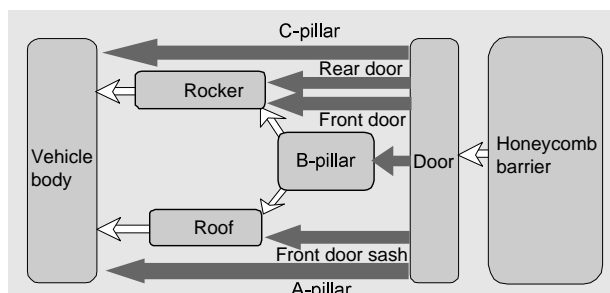 C-pillar
Rear door
Rocker
Front door
Vehicle
body
B-pillar
Door
Honeycomb
barrier
Roof
Front door sash
A-pillar